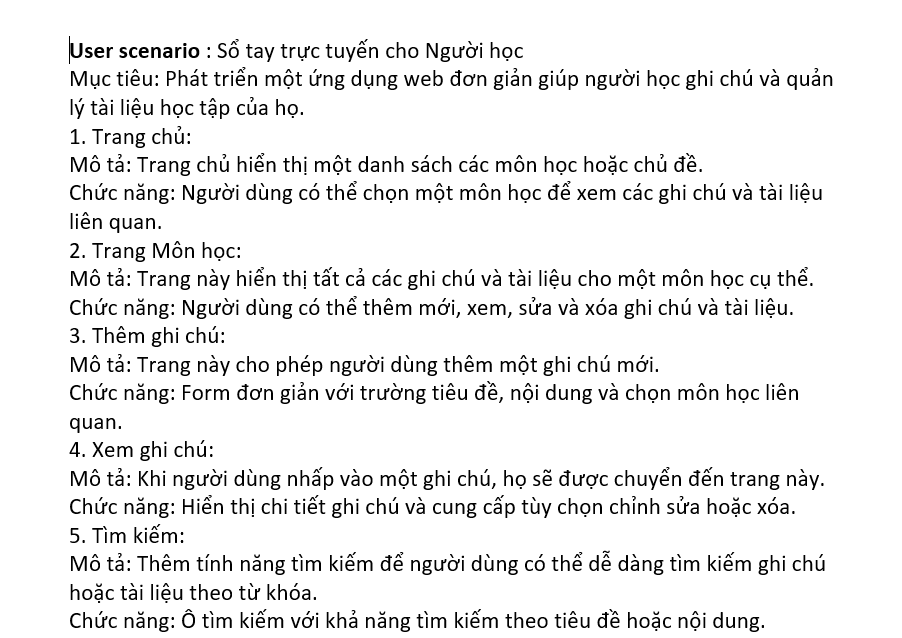 User scenario : Sổ tay trực tuyến cho Người học
Mục tiêu: Phát triển một ứng dụng web đơn giản giúp người học ghi chú và quản
lý tài liệu học tập của họ.
1. Trang chủ:
Mô tả: Trang chủ hiển thị một danh sách các môn học hoặc chủ đề.
Chức năng: Người dùng có thể chọn một môn học để xem các ghi chú và tài liệu
liên quan.
2. Trang Môn học:
Mô tả: Trang này hiển thị tất cả các ghi chú và tài liệu cho một môn học cụ thể.
Chức năng: Người dùng có thể thêm mới, xem, sửa và xóa ghi chú và tài liệu.
3. Thêm ghi chú:
Mô tả: Trang này cho phép người dùng thêm một ghi chú mới.
Chức năng: Form đơn giản với trường tiêu đề, nội dung và chọn môn học liên
quan.
4. Xem ghi chú:
Mô tả: Khi người dùng nhấp vào một ghi chú, họ sẽ được chuyển đến trang này.
Chức năng: Hiển thị chi tiết ghi chú và cung cấp tùy chọn chỉnh sửa hoặc xóa.
5. Tìm kiếm:
Mô tả: Thêm tính năng tìm kiếm để người dùng có thể dễ dàng tìm kiếm ghi chú
hoặc tài liệu theo từ khóa.
Chức năng: Ô tìm kiếm với khả năng tìm kiếm theo tiêu đề hoặc nội dung.